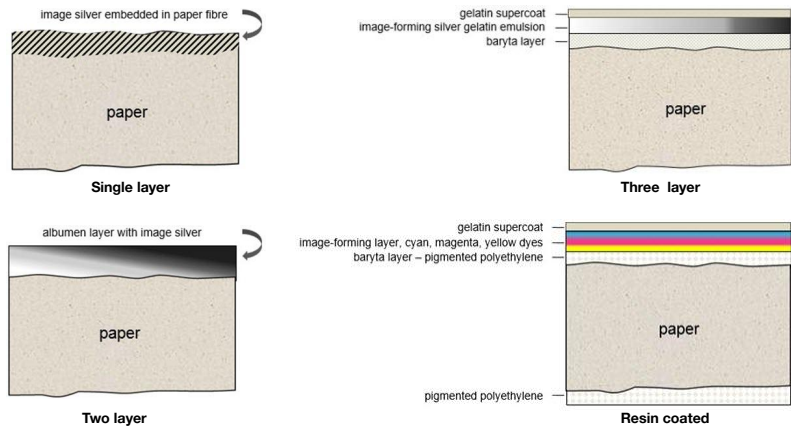 image silver embedded in paper fibre
paper
Single layer
gelatin supercoat
image-forming silver gelatin emulsion
baryta layer
paper
Three layer
albumen layer with image silver
paper
Two layer
gelatin supercoat
image-forming layer, cyan, magenta, yellow dyes
baryta layer – pigmented polyethylene
paper
pigmented polyethylene
Resin coated